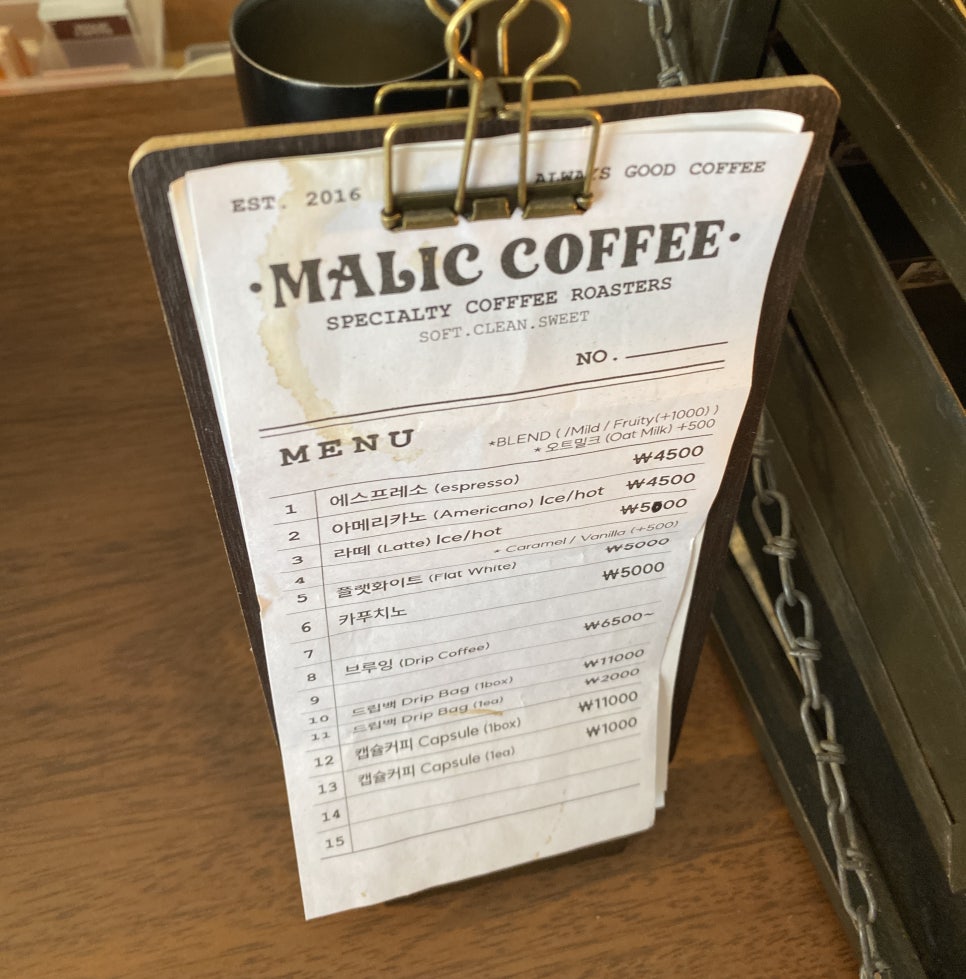 EST. 2016
ALWAYS GOOD COFFEE
·MALIC COFFEE·
SPECIALTY COFFFEE ROASTERS
SOFT.CLEAN.SWEET
NO.
MENU
*BLEND ( /Mild / Fruity(+1000) )
* 오트밀크 (Oat Milk) +500
1 에스프레소 (espresso) ₩4500
2 아메리카노 (Americano) Ice/hot ₩4500
3 라떼 (Latte) Ice/hot ₩5000
4 * Caramel / Vanilla (+500)
5 플랫화이트 (Flat White) ₩5000
6 카푸치노 ₩5000
7
8 브루잉 (Drip Coffee) ₩6500~
9
10 드립백 Drip Bag (1box) ₩11000
11 드립백 Drip Bag (1ea) ₩2000
12 캡슐커피 Capsule (1box) ₩11000
13 캡슐커피 Capsule (1ea) ₩1000
14
15